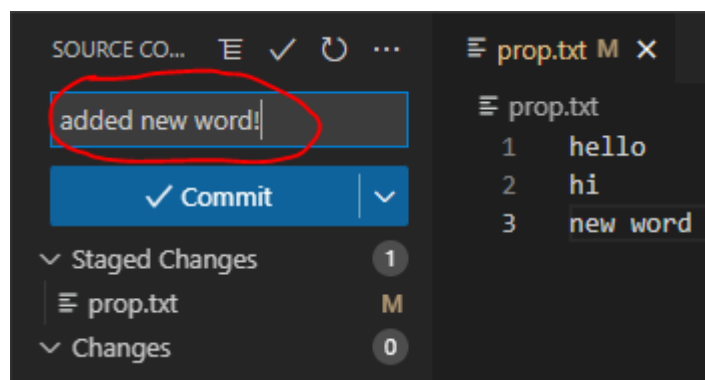 SOURCE CO...
added new word!
Commit
Staged Changes 1
prop.txt M
Changes 0
prop.txt M
prop.txt
1 hello
2 hi
3 new word